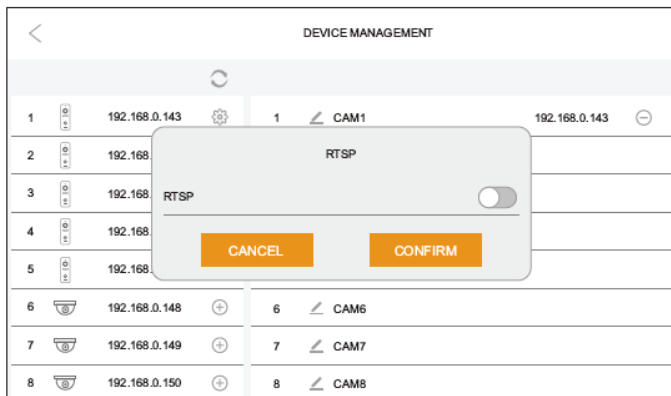 DEVICE MANAGEMENT
1 192.168.0.143 1 CAM1 192.168.0.143
2 192.168.
RTSP
3 192.168.
RTSP
4 192.168.
CANCEL CONFIRM
5 192.168.
6 192.168.0.148 6 CAM6
7 192.168.0.149 7 CAM7
8 192.168.0.150 8 CAM8